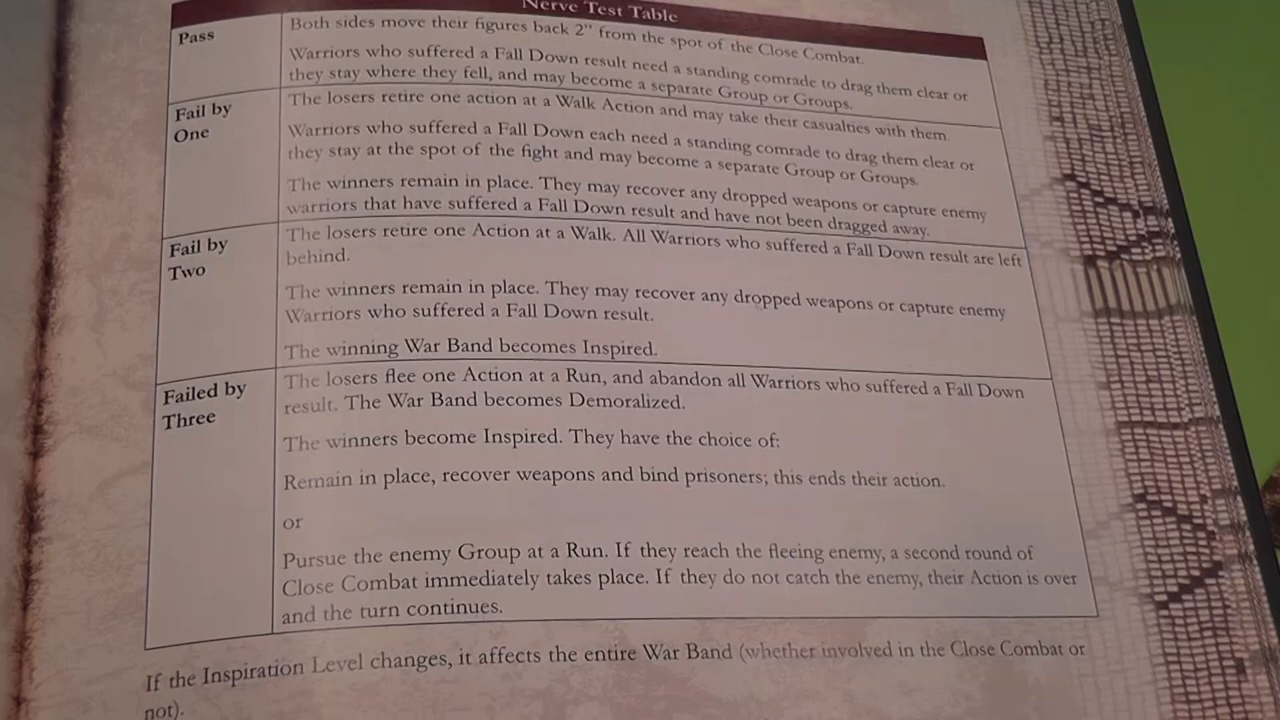 Nerve Test Table
Pass
Both sides move their figures back 2" from the spot of the Close Combat.
Warriors who suffered a Fall Down result need a standing comrade to drag them clear or
they stay where they fell, and may become a separate Group or Groups.
Fail by
One
The losers retire one action at a Walk Action and may take their casualties with them.
Warriors who suffered a Fall Down each need a standing comrade to drag them clear or
they stay at the spot of the fight and may become a separate Group or Groups.
The winners remain in place. They may recover any dropped weapons or capture enemy
warriors that have suffered a Fall Down result and have not been dragged away.
Fail by
Two
The losers retire one Action at a Walk. All Warriors who suffered a Fall Down result are left
behind.
The winners remain in place. They may recover any dropped weapons or capture enemy
Warriors who suffered a Fall Down result.
The winning War Band becomes Inspired.
Failed by
Three
The losers flee one Action at a Run, and abandon all Warriors who suffered a Fall Down
result. The War Band becomes Demoralized.
The winners become Inspired. They have the choice of:
Remain in place, recover weapons and bind prisoners; this ends their action.
or
Pursue the enemy Group at a Run. If they reach the fleeing enemy, a second round of
Close Combat immediately takes place. If they do not catch the enemy, their Action is over
and the turn continues.
If the Inspiration Level changes, it affects the entire War Band (whether involved in the Close Combat or
not).